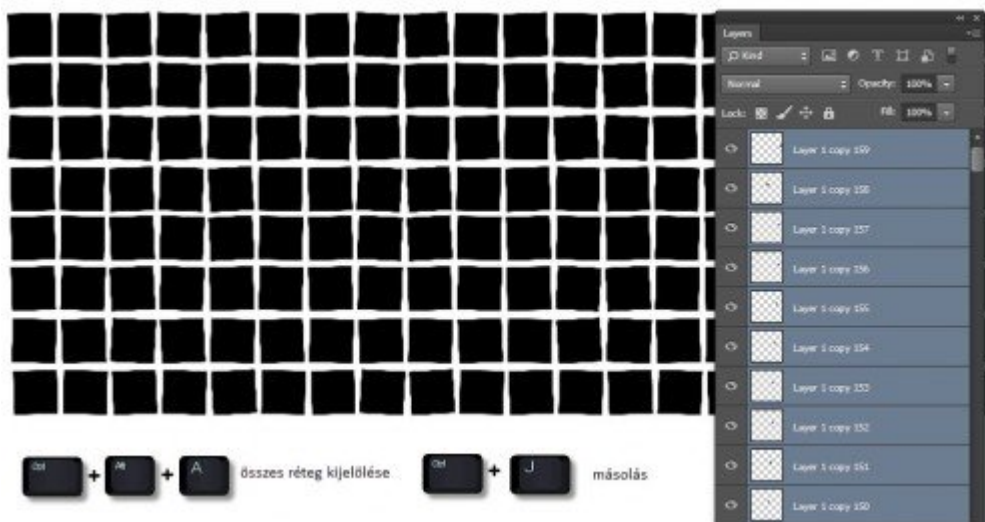 Layers
Kind
Normal
Opacity: 100%
Lock:
Fill: 100%
Layer 1 copy 159
Layer 1 copy 158
Layer 1 copy 157
Layer 1 copy 156
Layer 1 copy 155
Layer 1 copy 154
Layer 1 copy 153
Layer 1 copy 152
Layer 1 copy 151
Layer 1 copy 150
Ctrl + Alt + A összes réteg kijelölése
Ctrl + J másolás